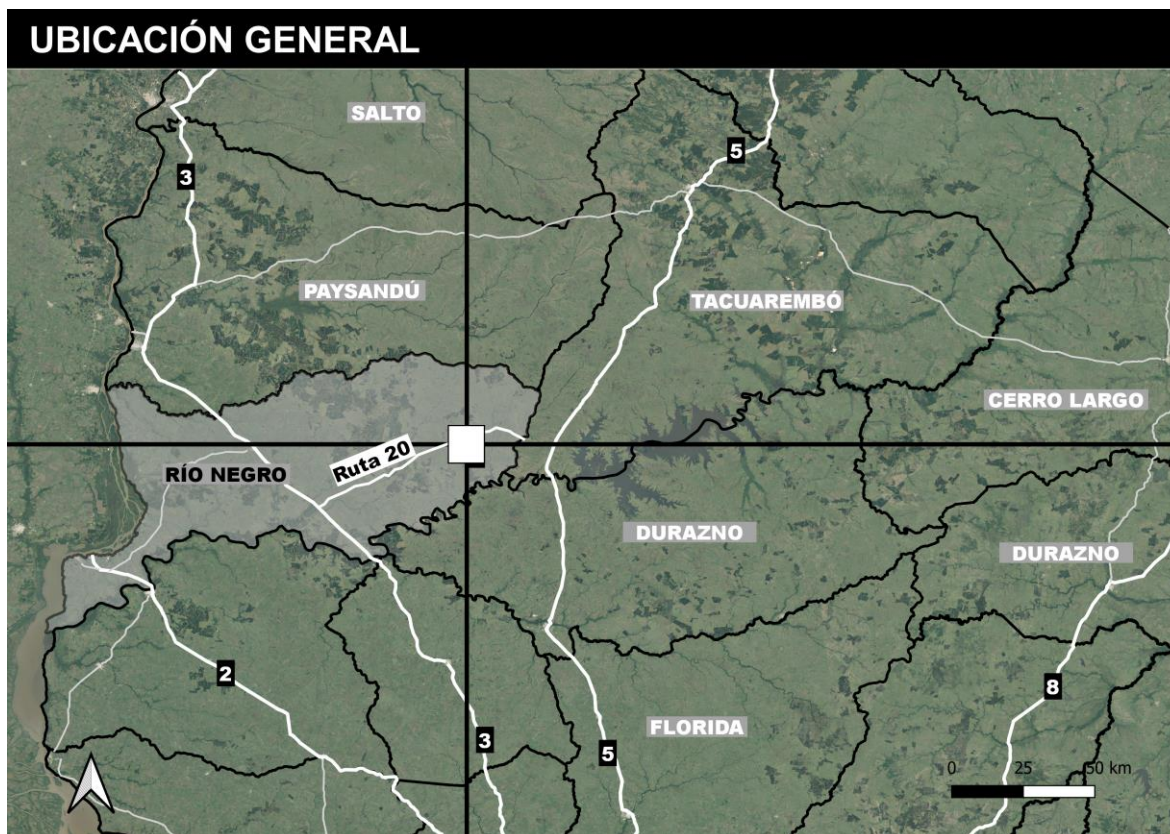 UBICACIÓN GENERAL
SALTO
5
3
PAYSANDÚ
TACUAREMBÓ
CERRO LARGO
Ruta 20
RÍO NEGRO
DURAZNO
DURAZNO
2
8
FLORIDA
3
5
0 25 50 km